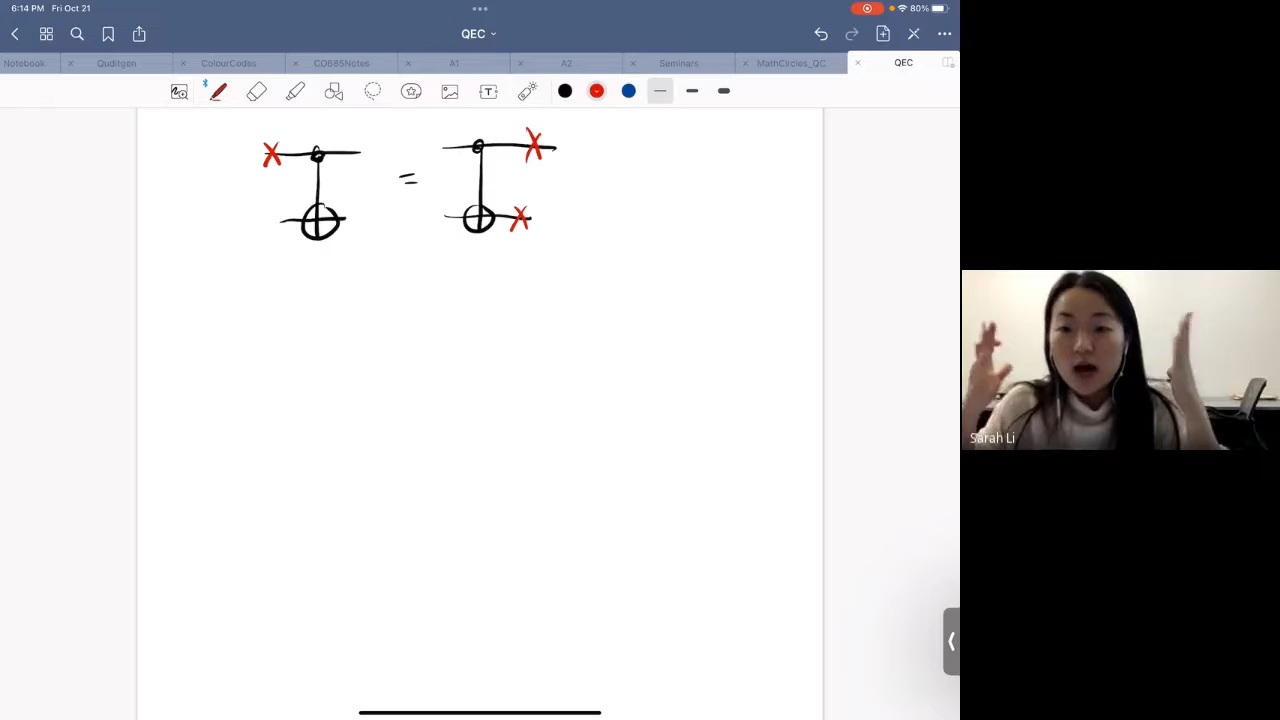 6:14 PM Fri Oct 21
80%
QEC
Notebook
Quditgen
ColourCodes
CO685Notes
A1
A2
Seminars
MathCircles_QC
QEC
T
X
X
=
X
Sarah Li